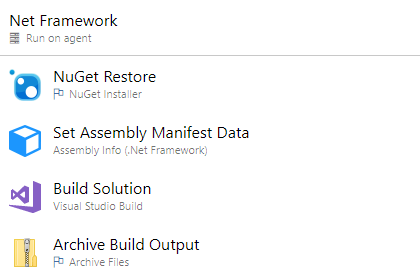 Net Framework
Run on agent
NuGet Restore
NuGet Installer
Set Assembly Manifest Data
Assembly Info (.Net Framework)
Build Solution
Visual Studio Build
Archive Build Output
Archive Files